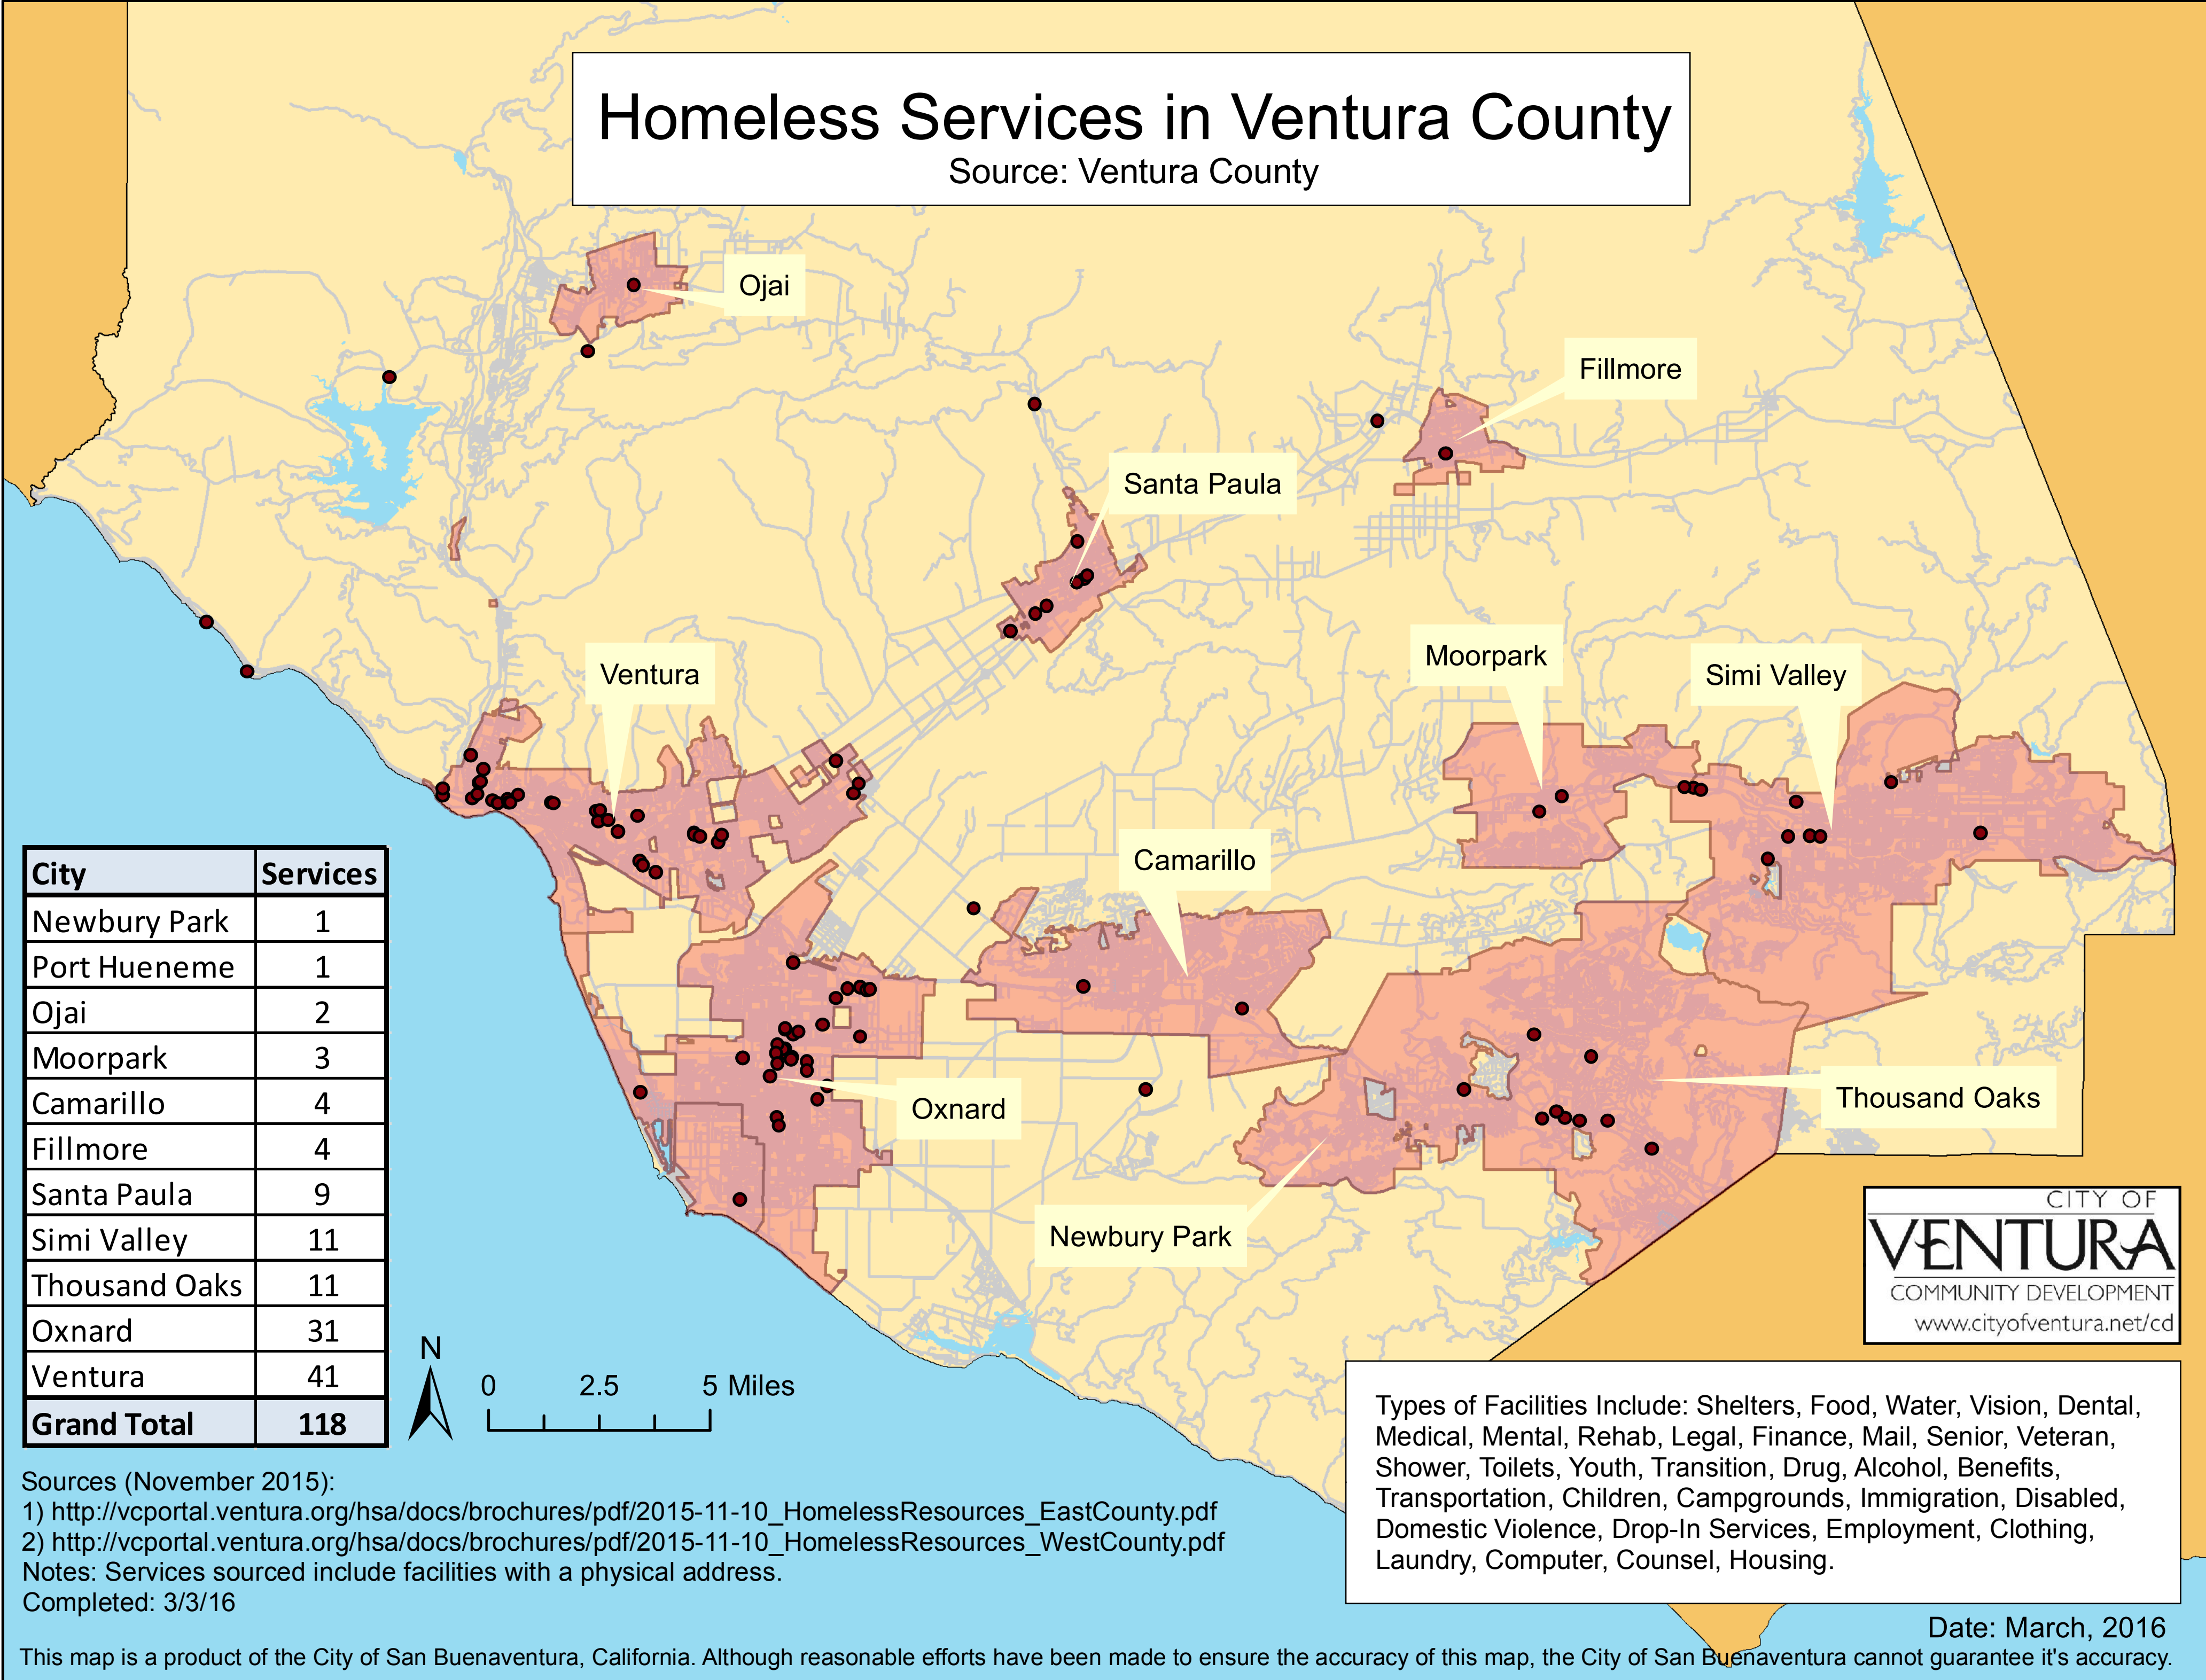 Homeless Services in Ventura County
Source: Ventura County
Ojai
Fillmore
Santa Paula
Ventura
Moorpark
Simi Valley
Camarillo
Oxnard
Thousand Oaks
Newbury Park
City Services
Newbury Park 1
Port Hueneme 1
Ojai 2
Moorpark 3
Camarillo 4
Fillmore 4
Santa Paula 9
Simi Valley 11
Thousand Oaks 11
Oxnard 31
Ventura 41
Grand Total 118
N
0 2.5 5 Miles
CITY OF
VENTURA
COMMUNITY DEVELOPMENT
www.cityofventura.net/cd
Types of Facilities Include: Shelters, Food, Water, Vision, Dental,
Medical, Mental, Rehab, Legal, Finance, Mail, Senior, Veteran,
Shower, Toilets, Youth, Transition, Drug, Alcohol, Benefits,
Transportation, Children, Campgrounds, Immigration, Disabled,
Domestic Violence, Drop-In Services, Employment, Clothing,
Laundry, Computer, Counsel, Housing.
Sources (November 2015):
1) http://vcportal.ventura.org/hsa/docs/brochures/pdf/2015-11-10_HomelessResources_EastCounty.pdf
2) http://vcportal.ventura.org/hsa/docs/brochures/pdf/2015-11-10_HomelessResources_WestCounty.pdf
Notes: Services sourced include facilities with a physical address.
Completed: 3/3/16
Date: March, 2016
This map is a product of the City of San Buenaventura, California. Although reasonable efforts have been made to ensure the accuracy of this map, the City of San Buenaventura cannot guarantee it's accuracy.